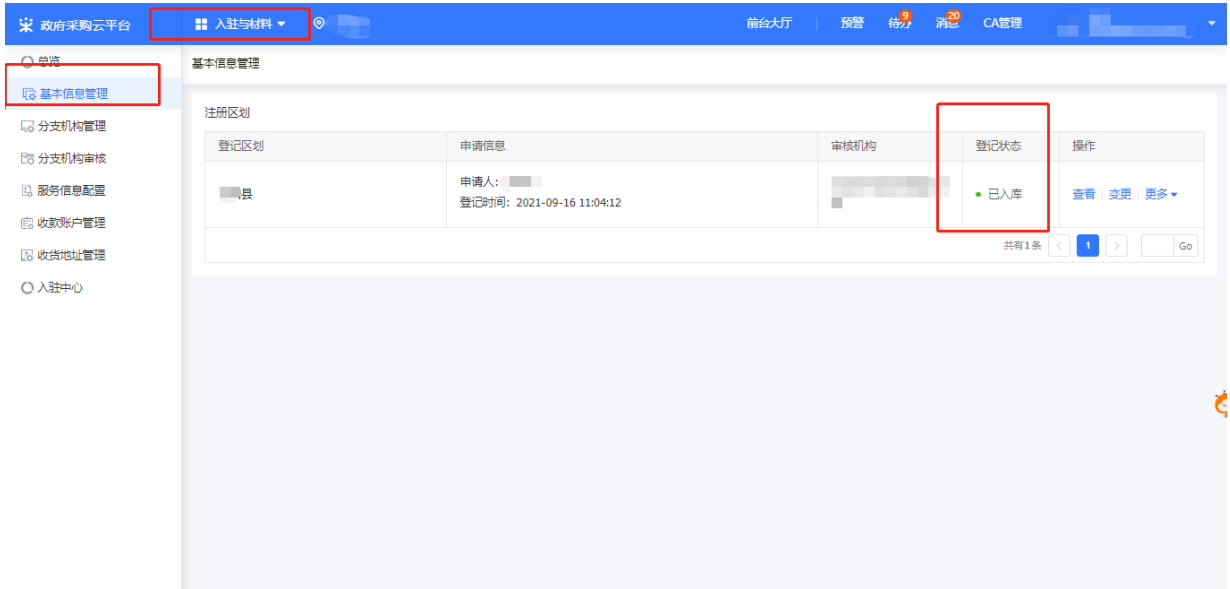 政府采购云平台
入驻与材料
前台大厅
预警
待办
9
消息
20
CA管理
总览
基本信息管理
分支机构管理
分支机构审核
服务信息配置
收款账户管理
收货地址管理
入驻中心
基本信息管理
注册区划
登记区划 申请信息 审核机构 登记状态 操作
县
申请人:
登记时间: 2021-09-16 11:04:12
已入库
查看 变更 更多
共有1条 < 1 > Go